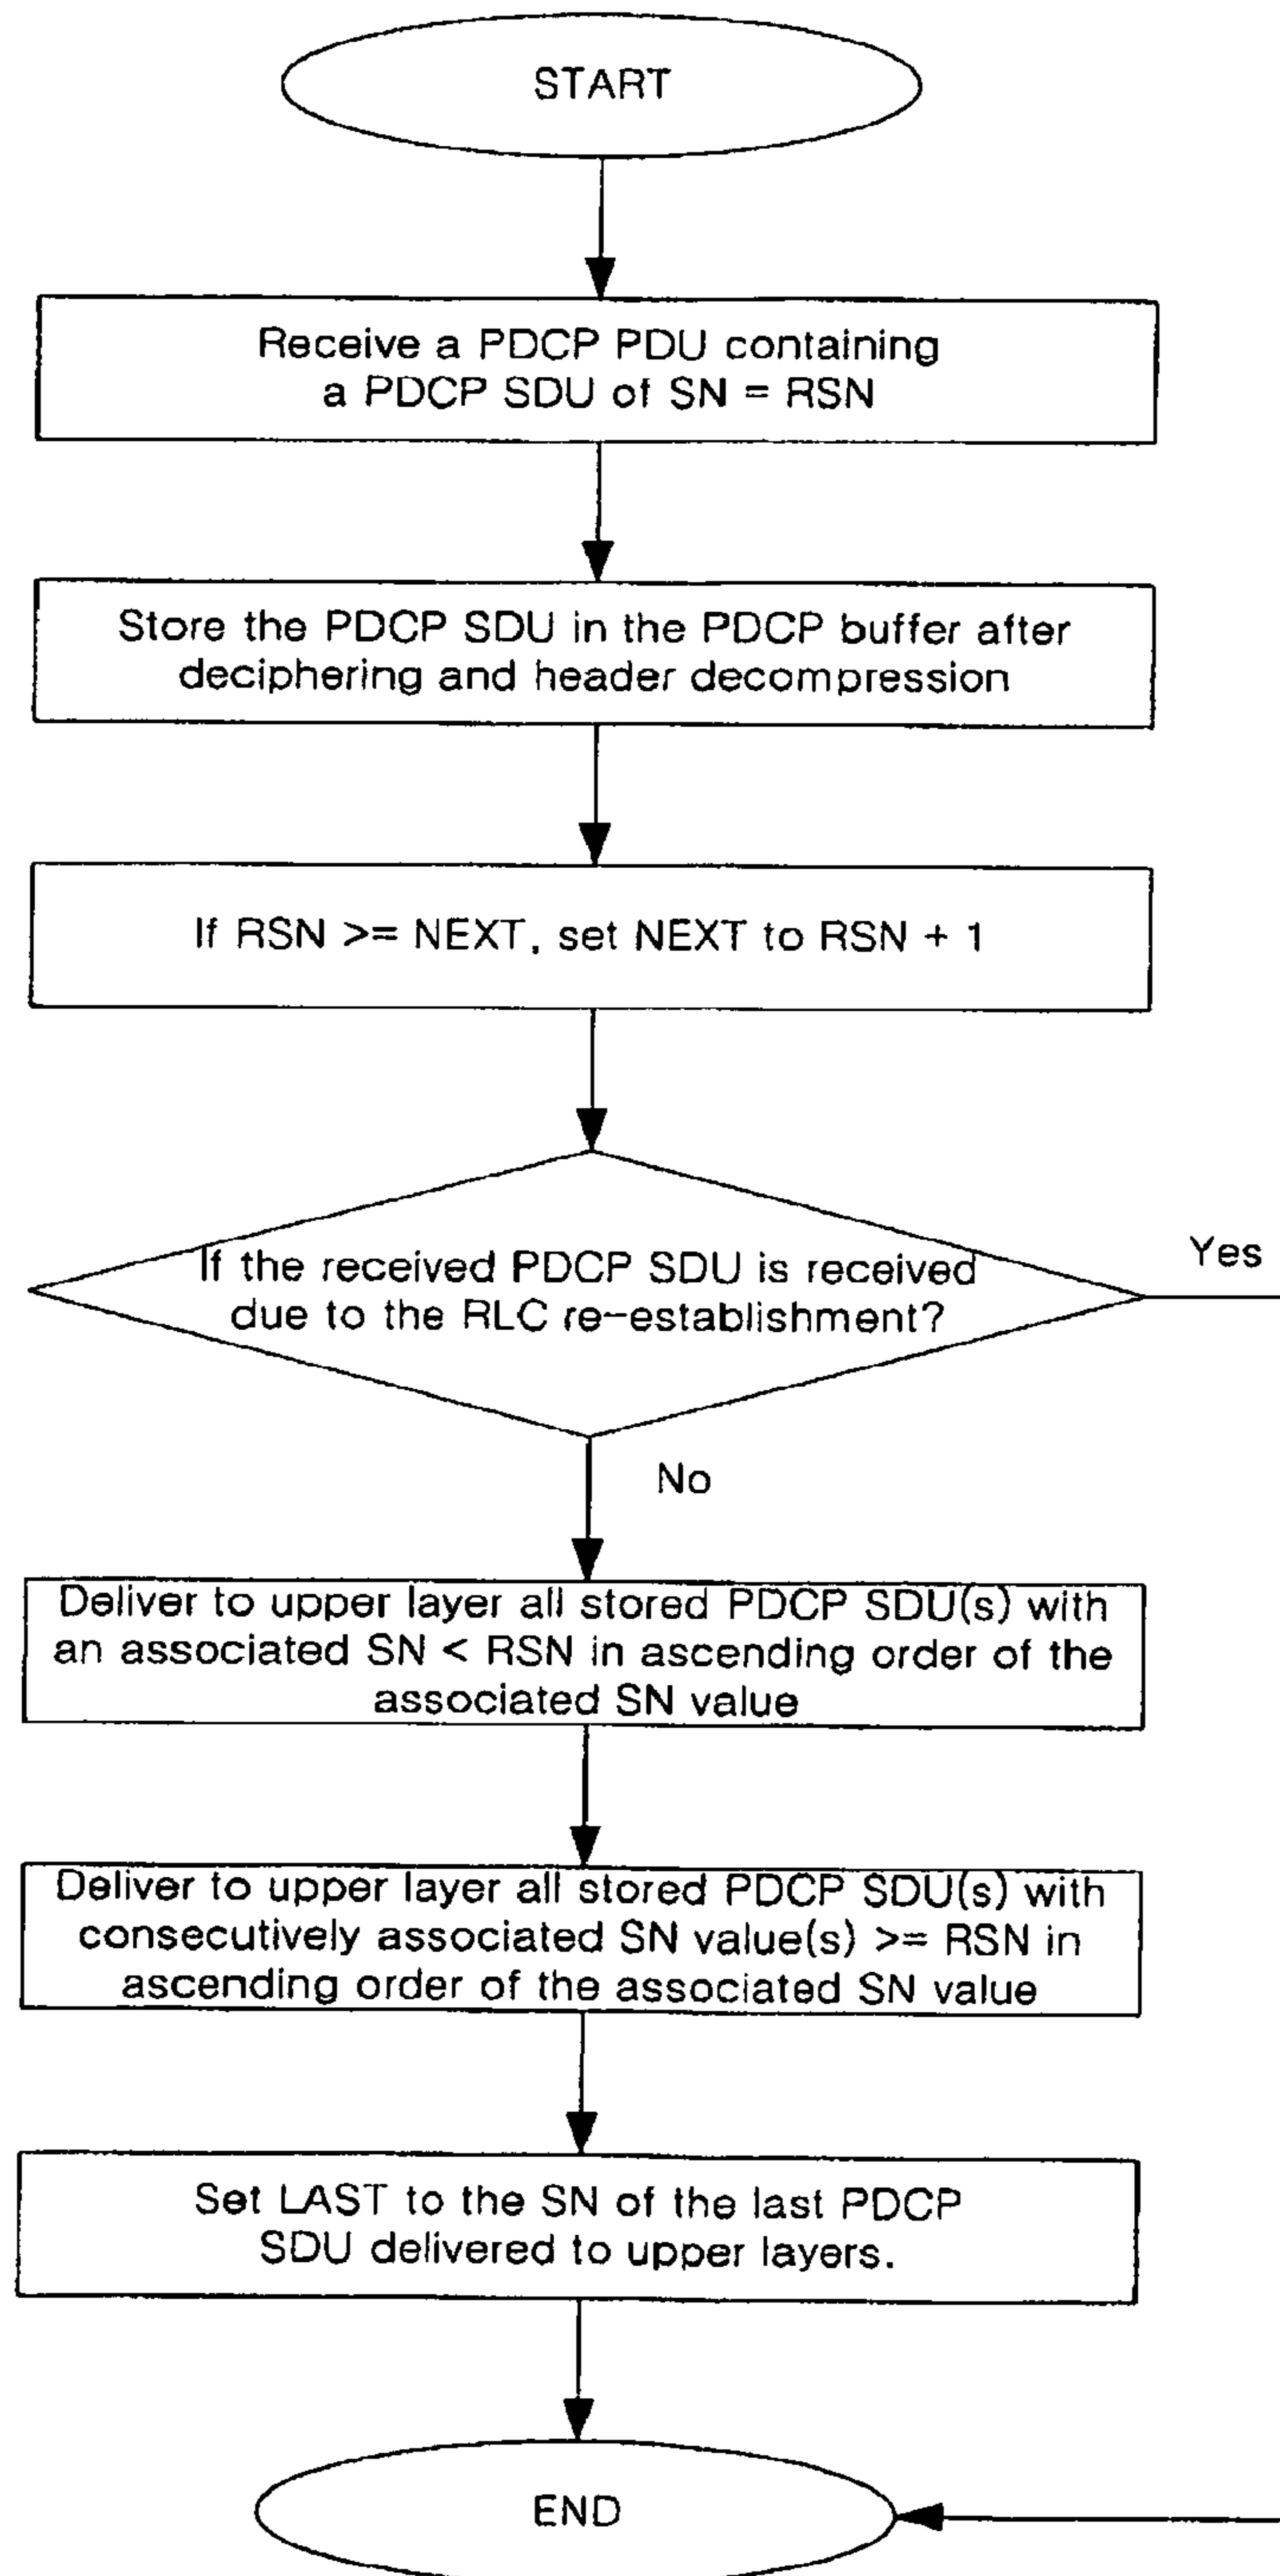 START
Receive a PDCP PDU containing
a PDCP SDU of SN = RSN
Store the PDCP SDU in the PDCP buffer after
deciphering and header decompression
If RSN >= NEXT, set NEXT to RSN + 1
If the received PDCP SDU is received
due to the RLC re-establishment?
Yes
No
Deliver to upper layer all stored PDCP SDU(s) with
an associated SN < RSN in ascending order of the
associated SN value
Deliver to upper layer all stored PDCP SDU(s) with
consecutively associated SN value(s) >= RSN in
ascending order of the associated SN value
Set LAST to the SN of the last PDCP
SDU delivered to upper layers.
END